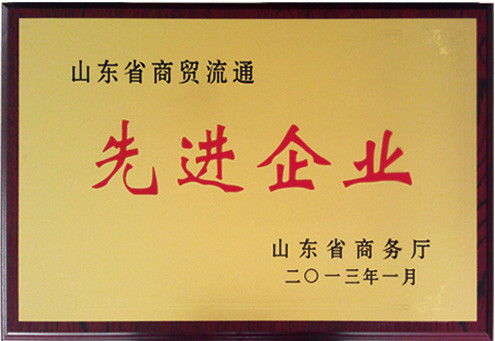 山东省商贸流通
先进企业
山东省商务厅
二〇一三年一月